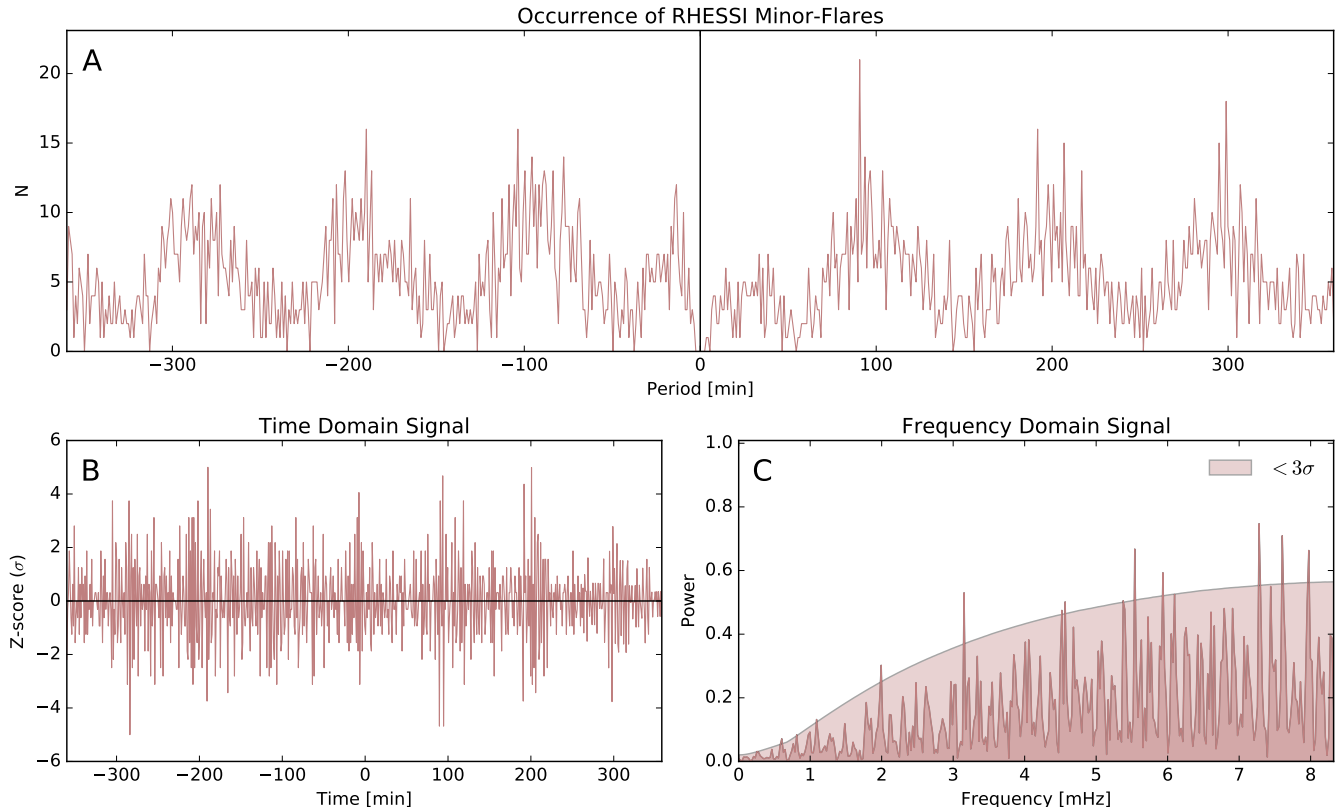 Occurrence of RHESSI Minor-Flares
A
N
20
15
10
5
0
−300 −200 −100 0 100 200 300
Period [min]
Time Domain Signal
B
Z-score (σ)
6
4
2
0
−2
−4
−6
−300 −200 −100 0 100 200 300
Time [min]
Frequency Domain Signal
C
< 3σ
Power
1.0
0.8
0.6
0.4
0.2
0.0
0 1 2 3 4 5 6 7 8
Frequency [mHz]